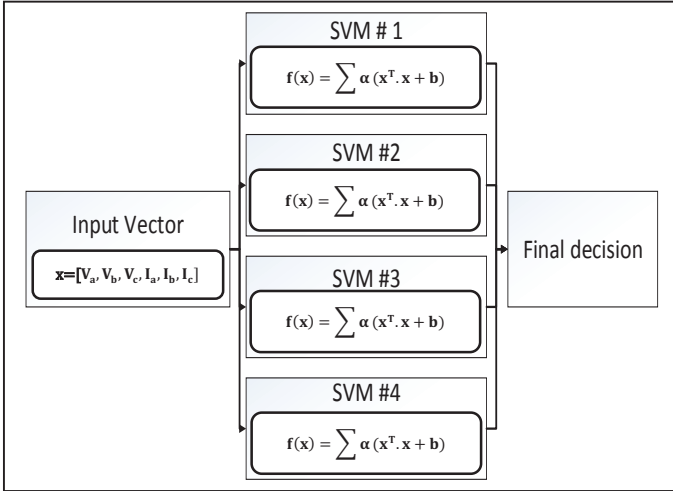 Input Vector
x=[Vₐ, V_b, V_c, Iₐ, I_b, I_c]
SVM # 1
f(x) = ∑ α (xᵀ. x + b)
SVM #2
f(x) = ∑ α (xᵀ. x + b)
SVM #3
f(x) = ∑ α (xᵀ. x + b)
SVM #4
f(x) = ∑ α (xᵀ. x + b)
Final decision